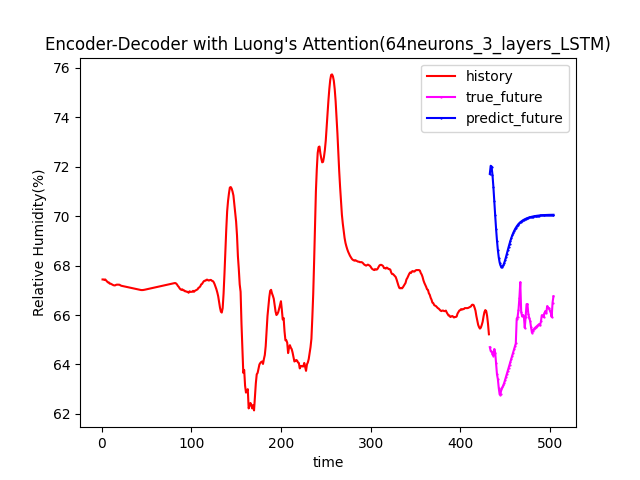 Encoder-Decoder with Luong's Attention(64neurons_3_layers_LSTM)
history
true_future
predict_future
Relative Humidity(%)
76
74
72
70
68
66
64
62
0 100 200 300 400 500
time